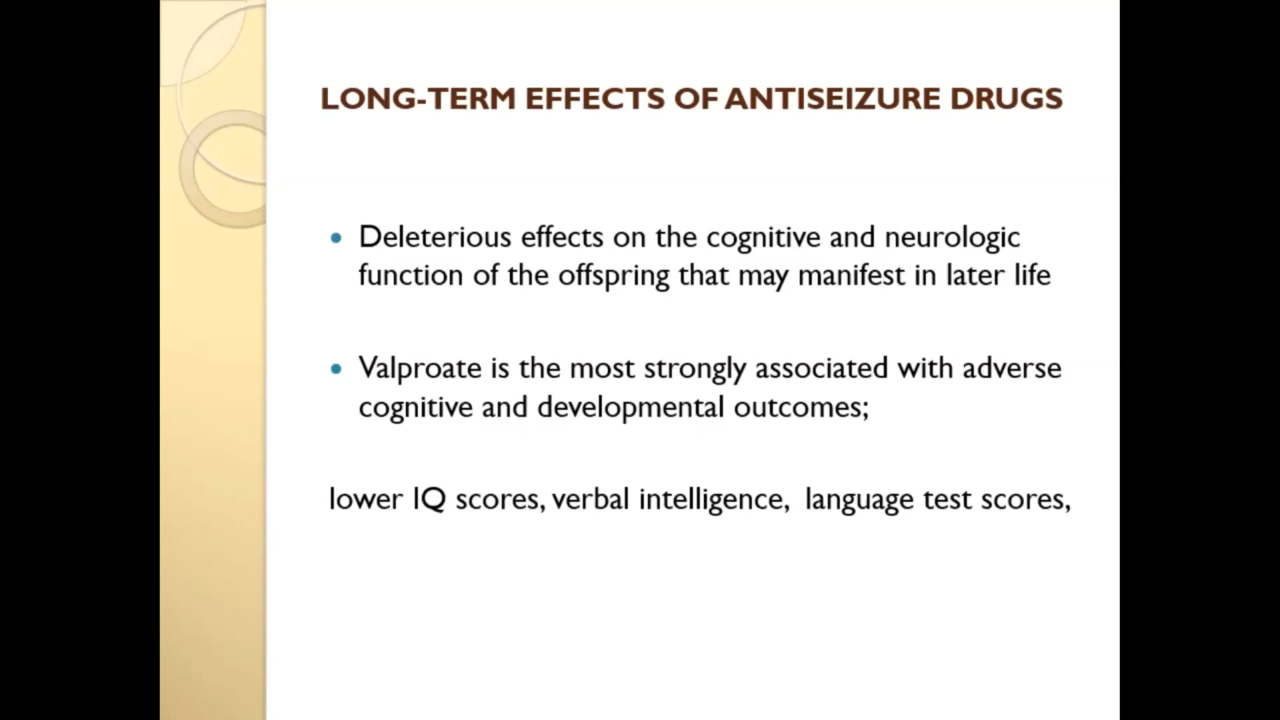 LONG-TERM EFFECTS OF ANTISEIZURE DRUGS
• Deleterious effects on the cognitive and neurologic
function of the offspring that may manifest in later life
• Valproate is the most strongly associated with adverse
cognitive and developmental outcomes;
lower IQ scores, verbal intelligence, language test scores,